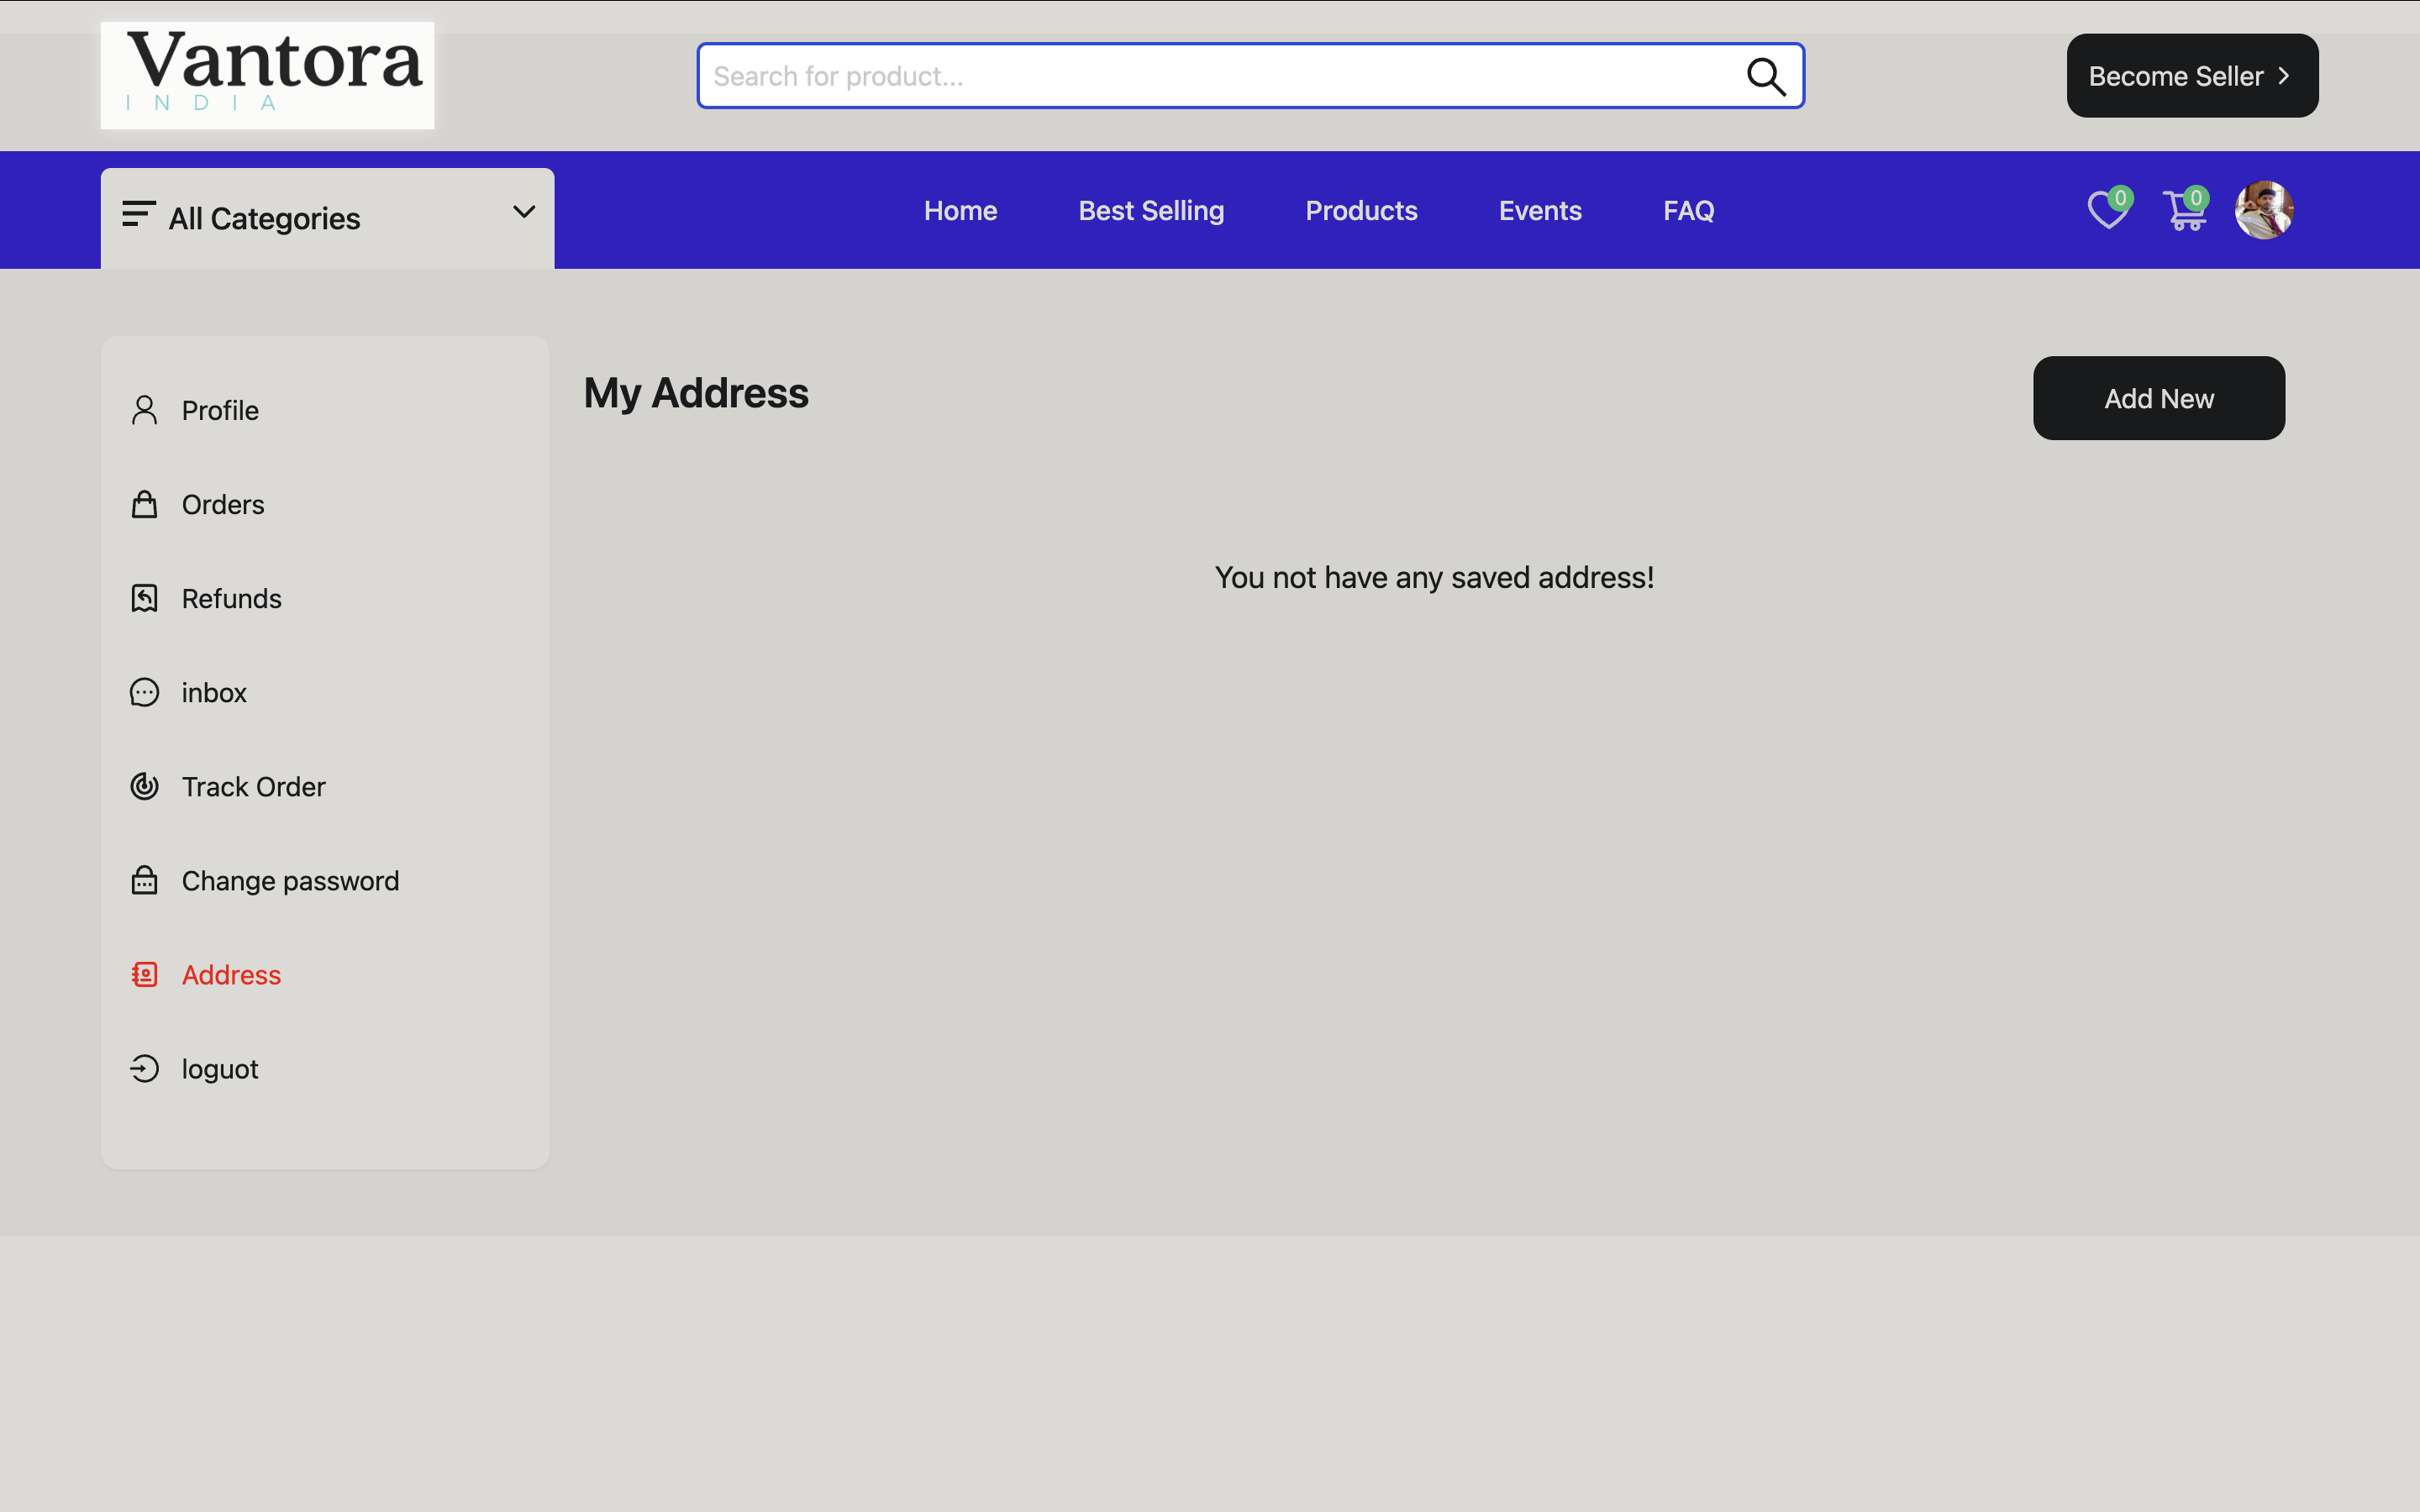 Vantora
INDIA
Search for product...
Become Seller
All Categories
Home
Best Selling
Products
Events
FAQ
0
0
Profile
Orders
Refunds
inbox
Track Order
Change password
Address
loguot
My Address
Add New
You not have any saved address!